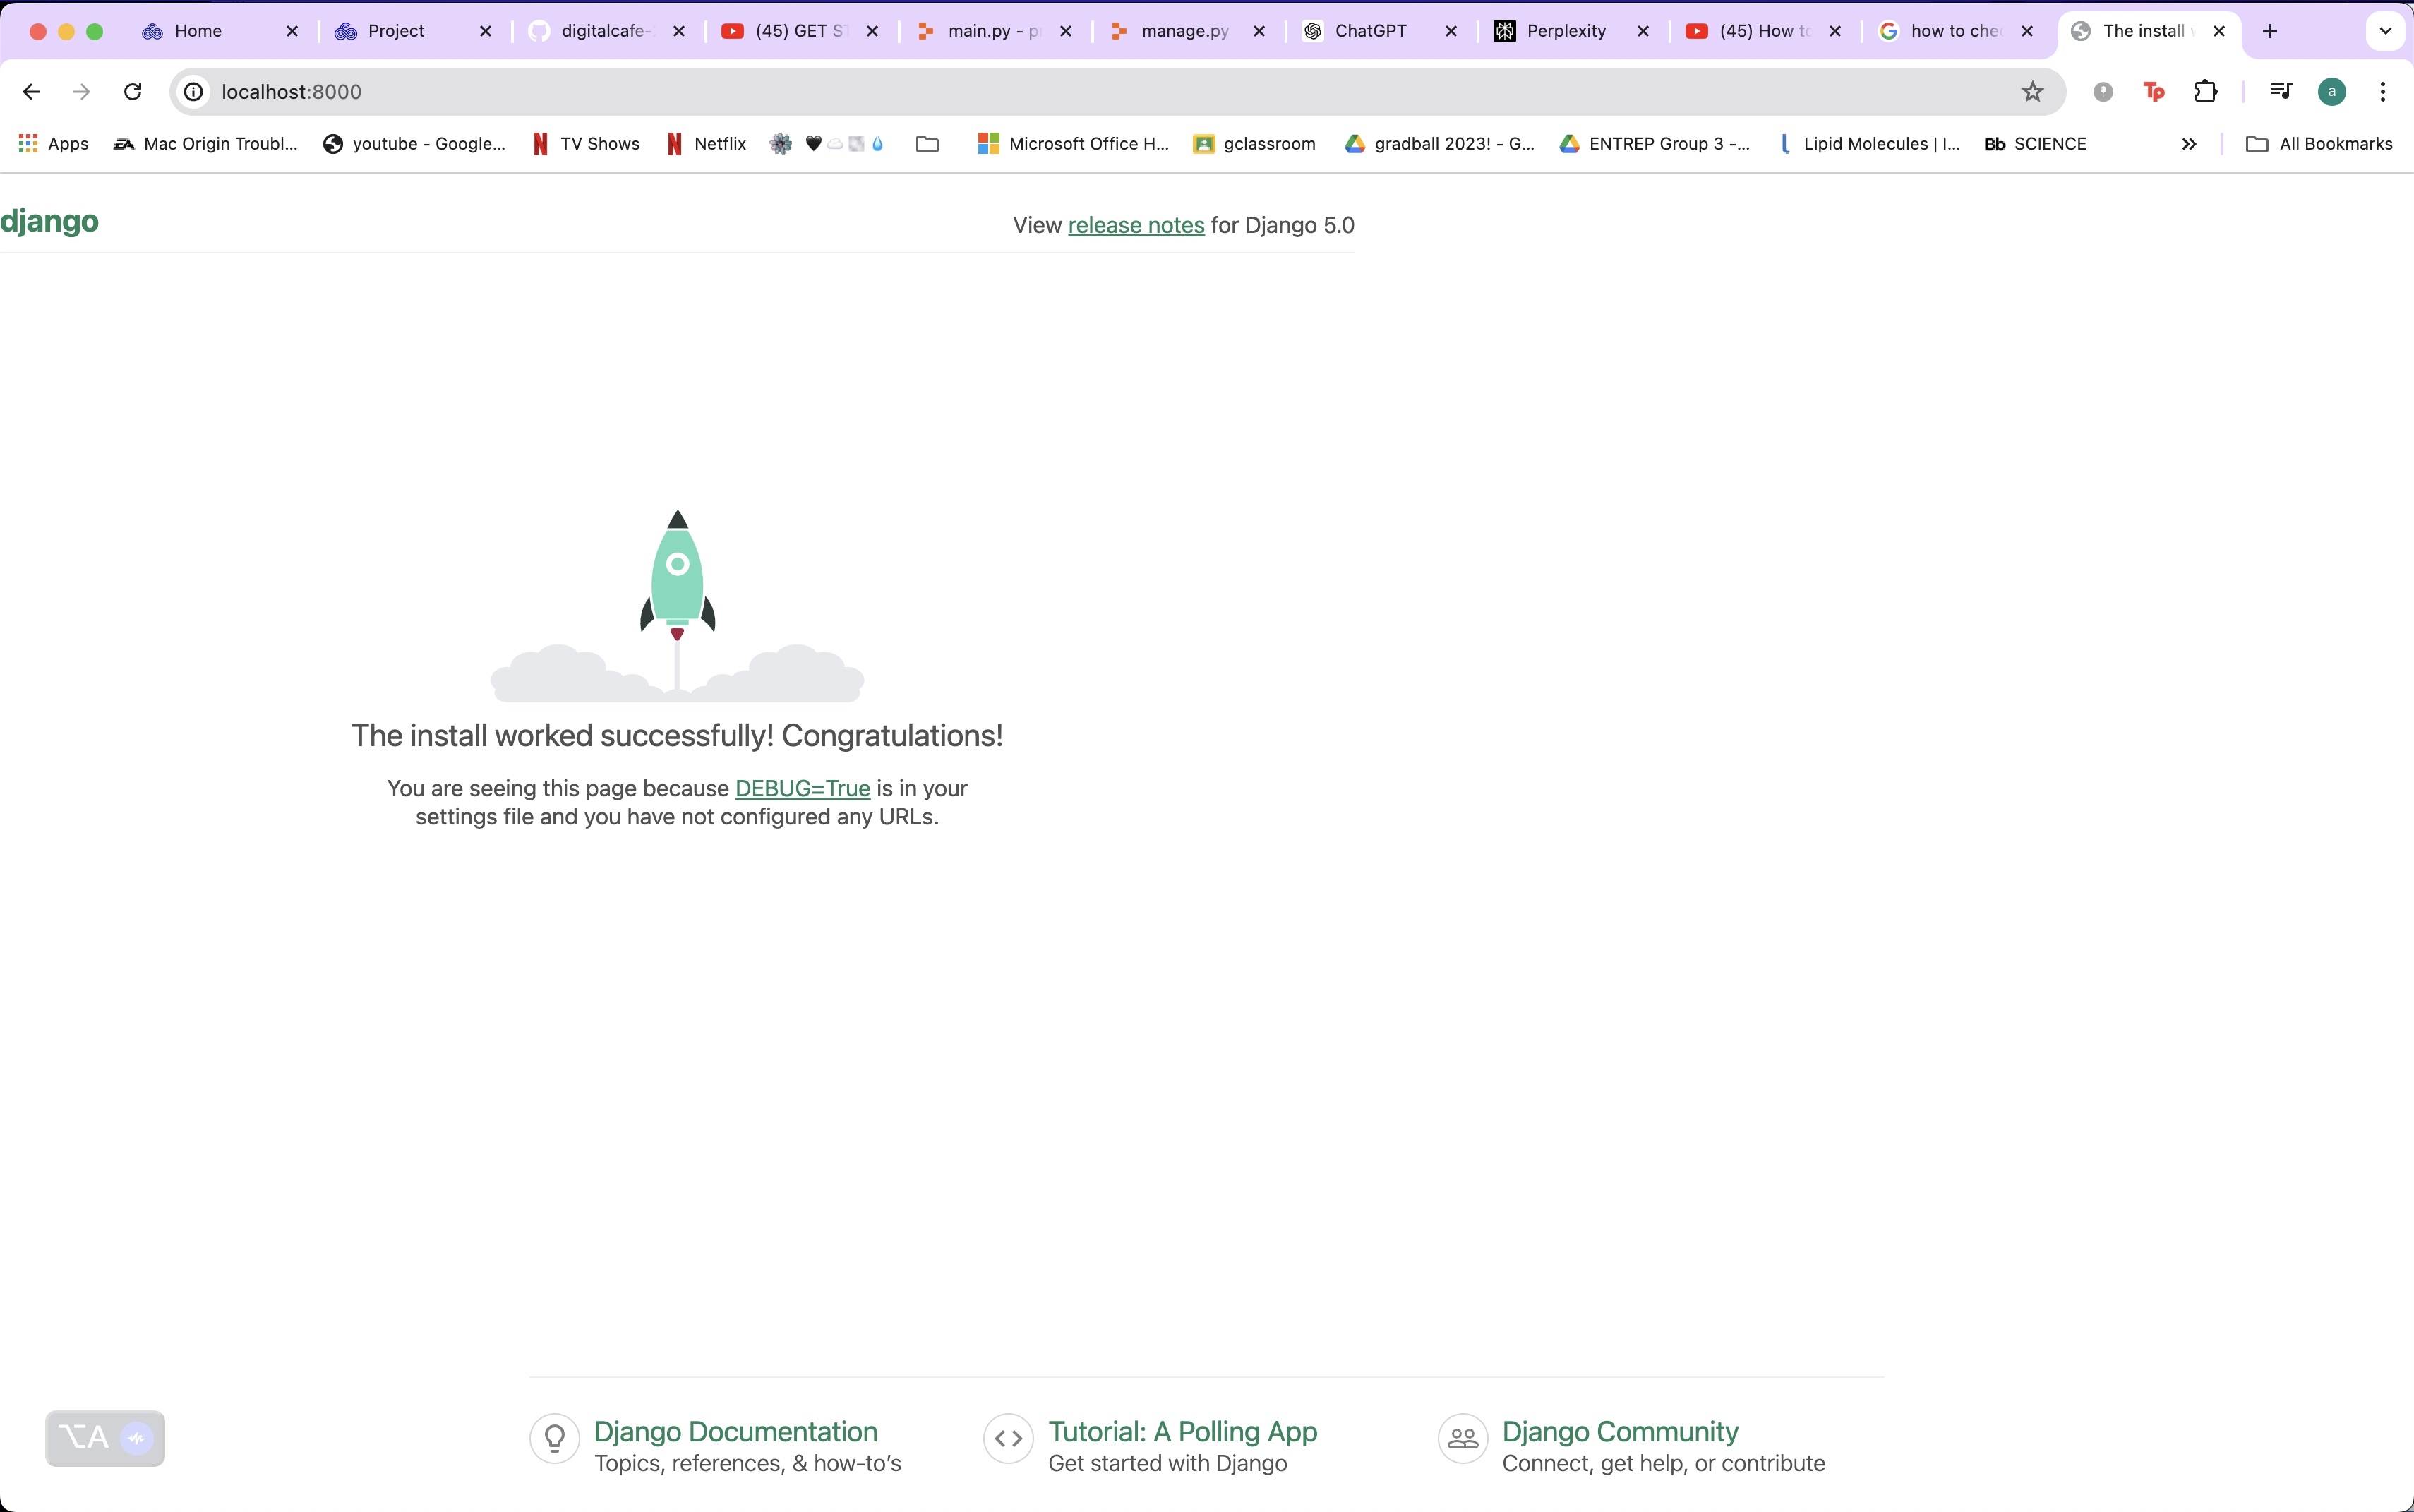 Home
Project
digitalcafe-
(45) GET S
main.py - p
manage.py
ChatGPT
Perplexity
(45) How to
how to che
The install
localhost:8000
Tp
a
Apps
EA Mac Origin Troubl...
youtube - Google...
N TV Shows
N Netflix
Microsoft Office H...
gclassroom
gradball 2023! - G...
ENTREP Group 3 -...
Lipid Molecules | l...
Bb SCIENCE
All Bookmarks
django
View release notes for Django 5.0
The install worked successfully! Congratulations!
You are seeing this page because DEBUG=True is in your
settings file and you have not configured any URLs.
⌥A
Django Documentation
Topics, references, & how-to’s
Tutorial: A Polling App
Get started with Django
Django Community
Connect, get help, or contribute